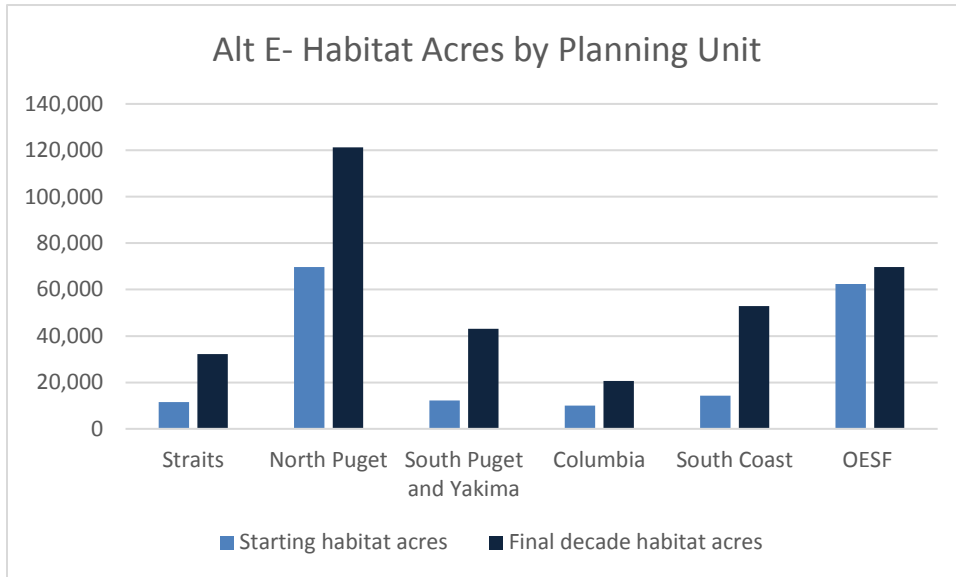 Alt E- Habitat Acres by Planning Unit
140,000
120,000
100,000
80,000
60,000
40,000
20,000
0
Straits North Puget South Puget and Yakima Columbia South Coast OESF
Starting habitat acres Final decade habitat acres